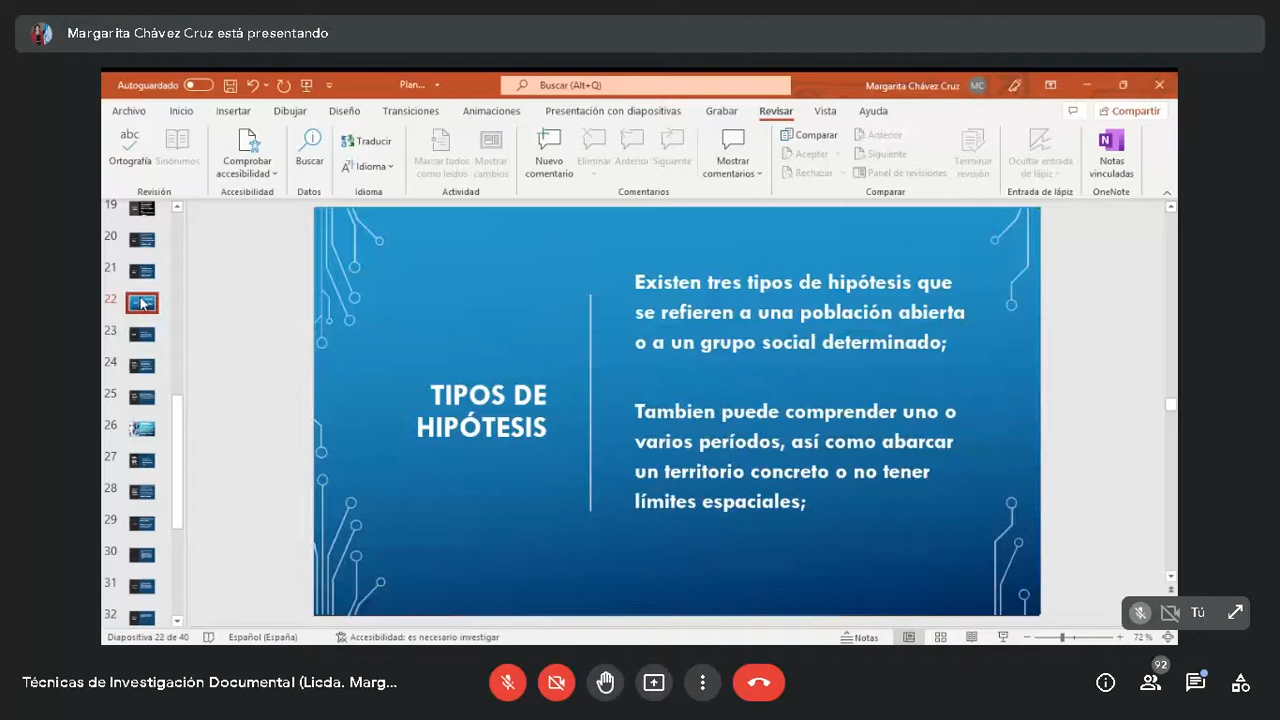 Margarita Chávez Cruz está presentando
Autoguardado
Plan...
Buscar (Alt+Q)
Margarita Chávez Cruz
MC
Archivo Inicio Insertar Dibujar Diseño Transiciones Animaciones Presentación con diapositivas Grabar Revisar Vista Ayuda
Compartir
abc
Ortografía
Sinónimos
Revisión
Comprobar
accesibilidad
Accesibilidad
Buscar
Datos
Traducir
Idioma
Idioma
Marcar todos
como leídos
Mostrar
cambios
Actividad
Nuevo
comentario
Eliminar
Anterior
Siguiente
Mostrar
comentarios
Comentarios
Comparar
Aceptar
Rechazar
Anterior
Siguiente
Panel de revisiones
Terminar
revisión
Comparar
Ocultar entrada
de lápiz
Entrada de lápiz
N
Notas
vinculadas
OneNote
19
20
21
22
23
24
25
26
27
28
29
30
31
32
TIPOS DE
HIPÓTESIS
Existen tres tipos de hipótesis que
se refieren a una población abierta
o a un grupo social determinado;
Tambien puede comprender uno o
varios períodos, así como abarcar
un territorio concreto o no tener
límites espaciales;
Tú
Diapositiva 22 de 40
Español (España)
Accesibilidad: es necesario investigar
Notas
72 %
Técnicas de Investigación Documental (Licda. Marg...
92